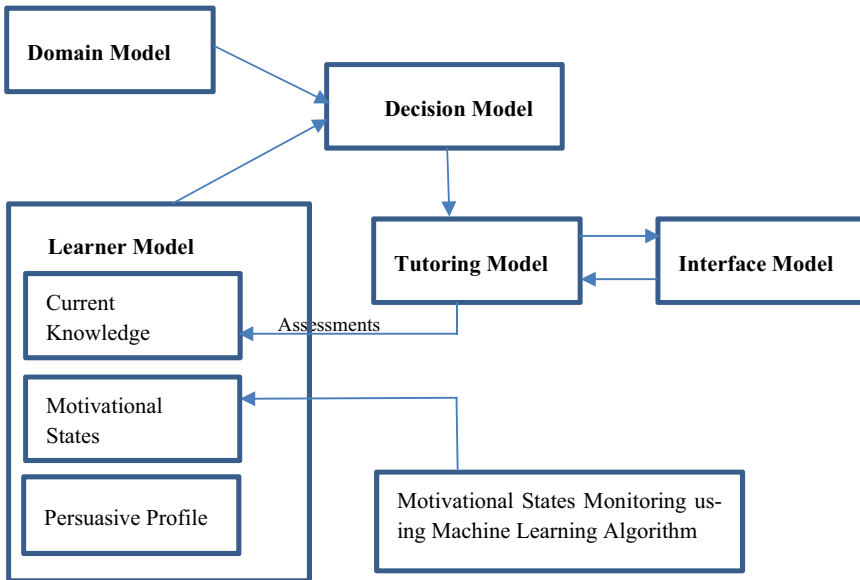 Domain Model
Decision Model
Learner Model
Tutoring Model
Interface Model
Current
Knowledge
Assessments
Motivational
States
Persuasive Profile
Motivational States Monitoring us-
ing Machine Learning Algorithm